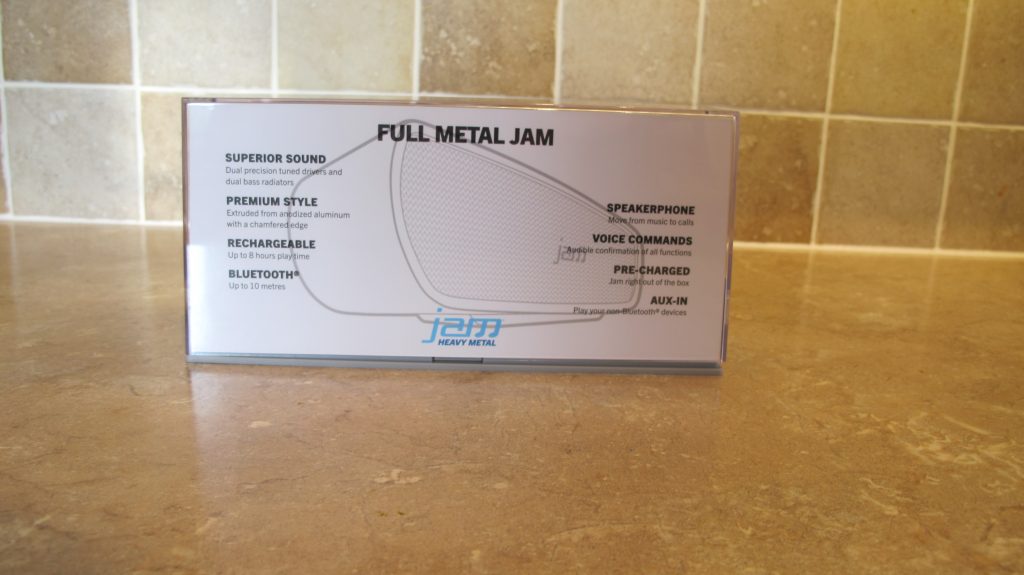 FULL METAL JAM
SUPERIOR SOUND
Dual precision tuned drivers and
dual bass radiators
PREMIUM STYLE
Extruded from anodized aluminum
with a chamfered edge
RECHARGEABLE
Up to 8 hours playtime
BLUETOOTH®
Up to 10 metres
SPEAKERPHONE
Move from music to calls
VOICE COMMANDS
Audible confirmation of all functions
PRE-CHARGED
Jam right out of the box
AUX-IN
Play your non-Bluetooth® devices
jam
jam
HEAVY METAL